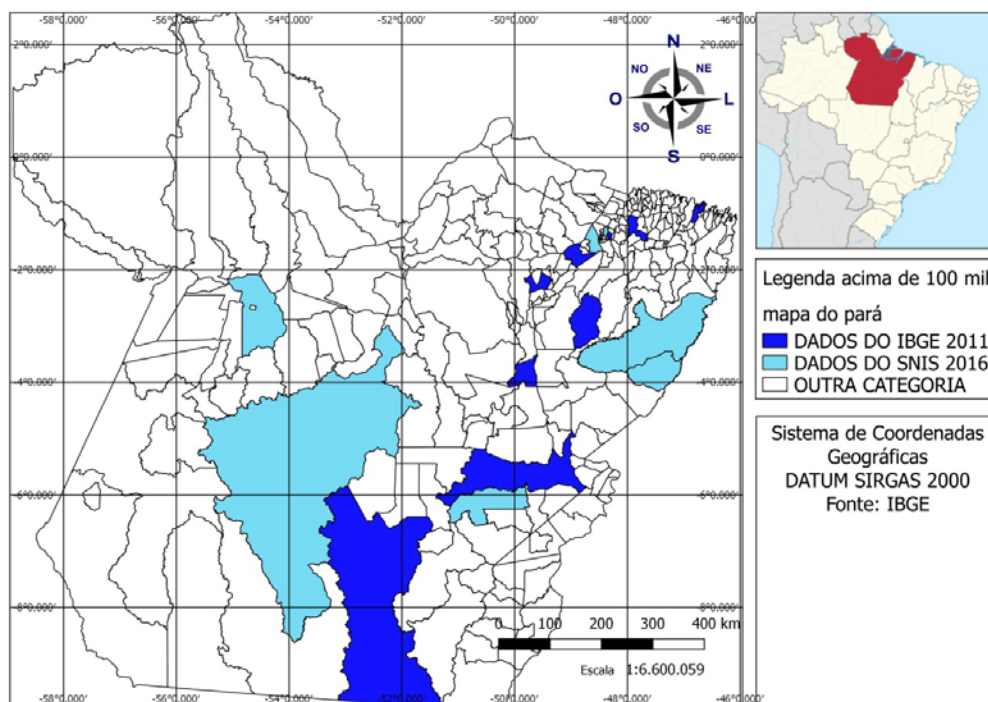 -58°0.000' -56°0.000' -54°0.000' -52°0.000' -50°0.000' -48°0.000' -46°0.000'
2°0.000' 2°0.000'
N
NO NE
O L
SO SE
S
0°0.000' 0°0.000'
-2°0.000' -2°0.000'
-4°0.000' -4°0.000'
-6°0.000' -6°0.000'
-8°0.000' -8°0.000'
0 100 200 300 400 km
Escala 1:6.600.059
-58°0.000' -56°0.000' -54°0.000' -52°0.000' -50°0.000' -48°0.000' -46°0.000'
Legenda acima de 100 mil
mapa do pará
DADOS DO IBGE 2011
DADOS DO SNIS 2016
OUTRA CATEGORIA
Sistema de Coordenadas
Geográficas
DATUM SIRGAS 2000
Fonte: IBGE